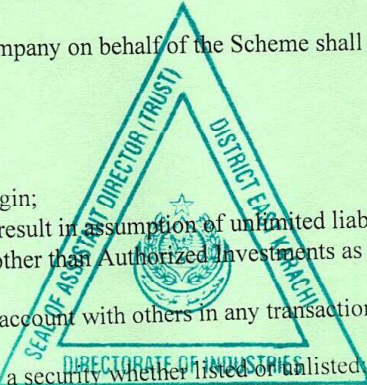 ompany on behalf of the Scheme shall
gin;
result in assumption of unlimited liab
other than Authorized Investments as
account with others in any transaction
a security whether listed or unlisted;
SEAL OF ASSISTANT DIRECTOR (TRUST)
DISTRICT EAST KARACHI
DIRECTORATE OF INDUSTRIES